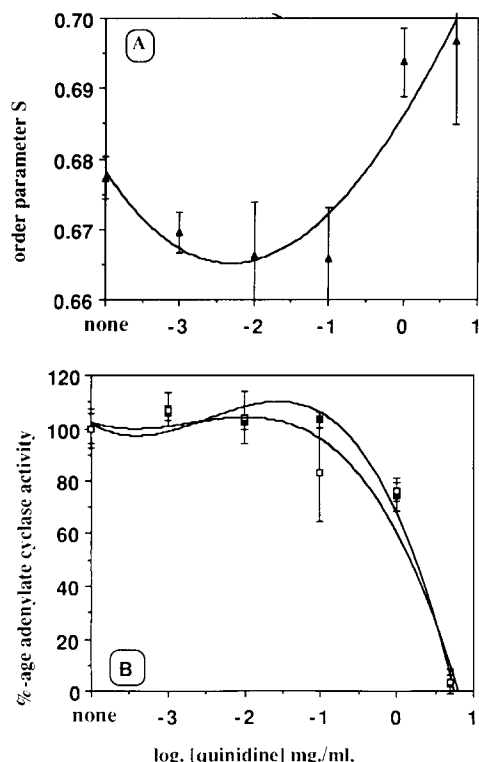 A
0.70
0.69
0.68
0.67
0.66
order parameter S
none -3 -2 -1 0 1
B
120
100
80
60
40
20
0
%-age adenylate cyclase activity
none -3 -2 -1 0 1
log. [quinidine] mg./ml.